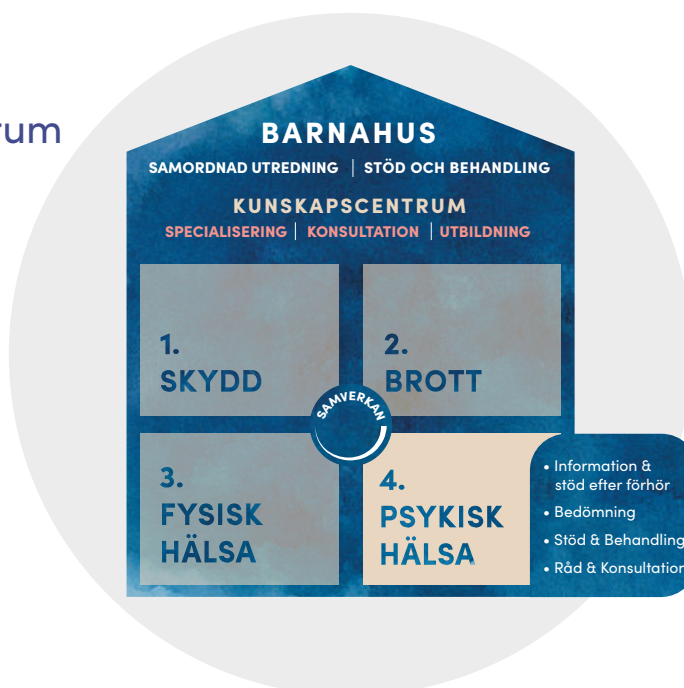 rum
BARNAHUS
SAMORDNAD UTREDNING | STÖD OCH BEHANDLING
KUNSKAPSCENTRUM
SPECIALISERING | KONSULTATION | UTBILDNING
1.
SKYDD
2.
BROTT
SAMVERKAN
3.
FYSISK
HÄLSA
4.
PSYKISK
HÄLSA
• Information &
stöd efter förhör
• Bedömning
• Stöd & Behandling
• Råd & Konsultation